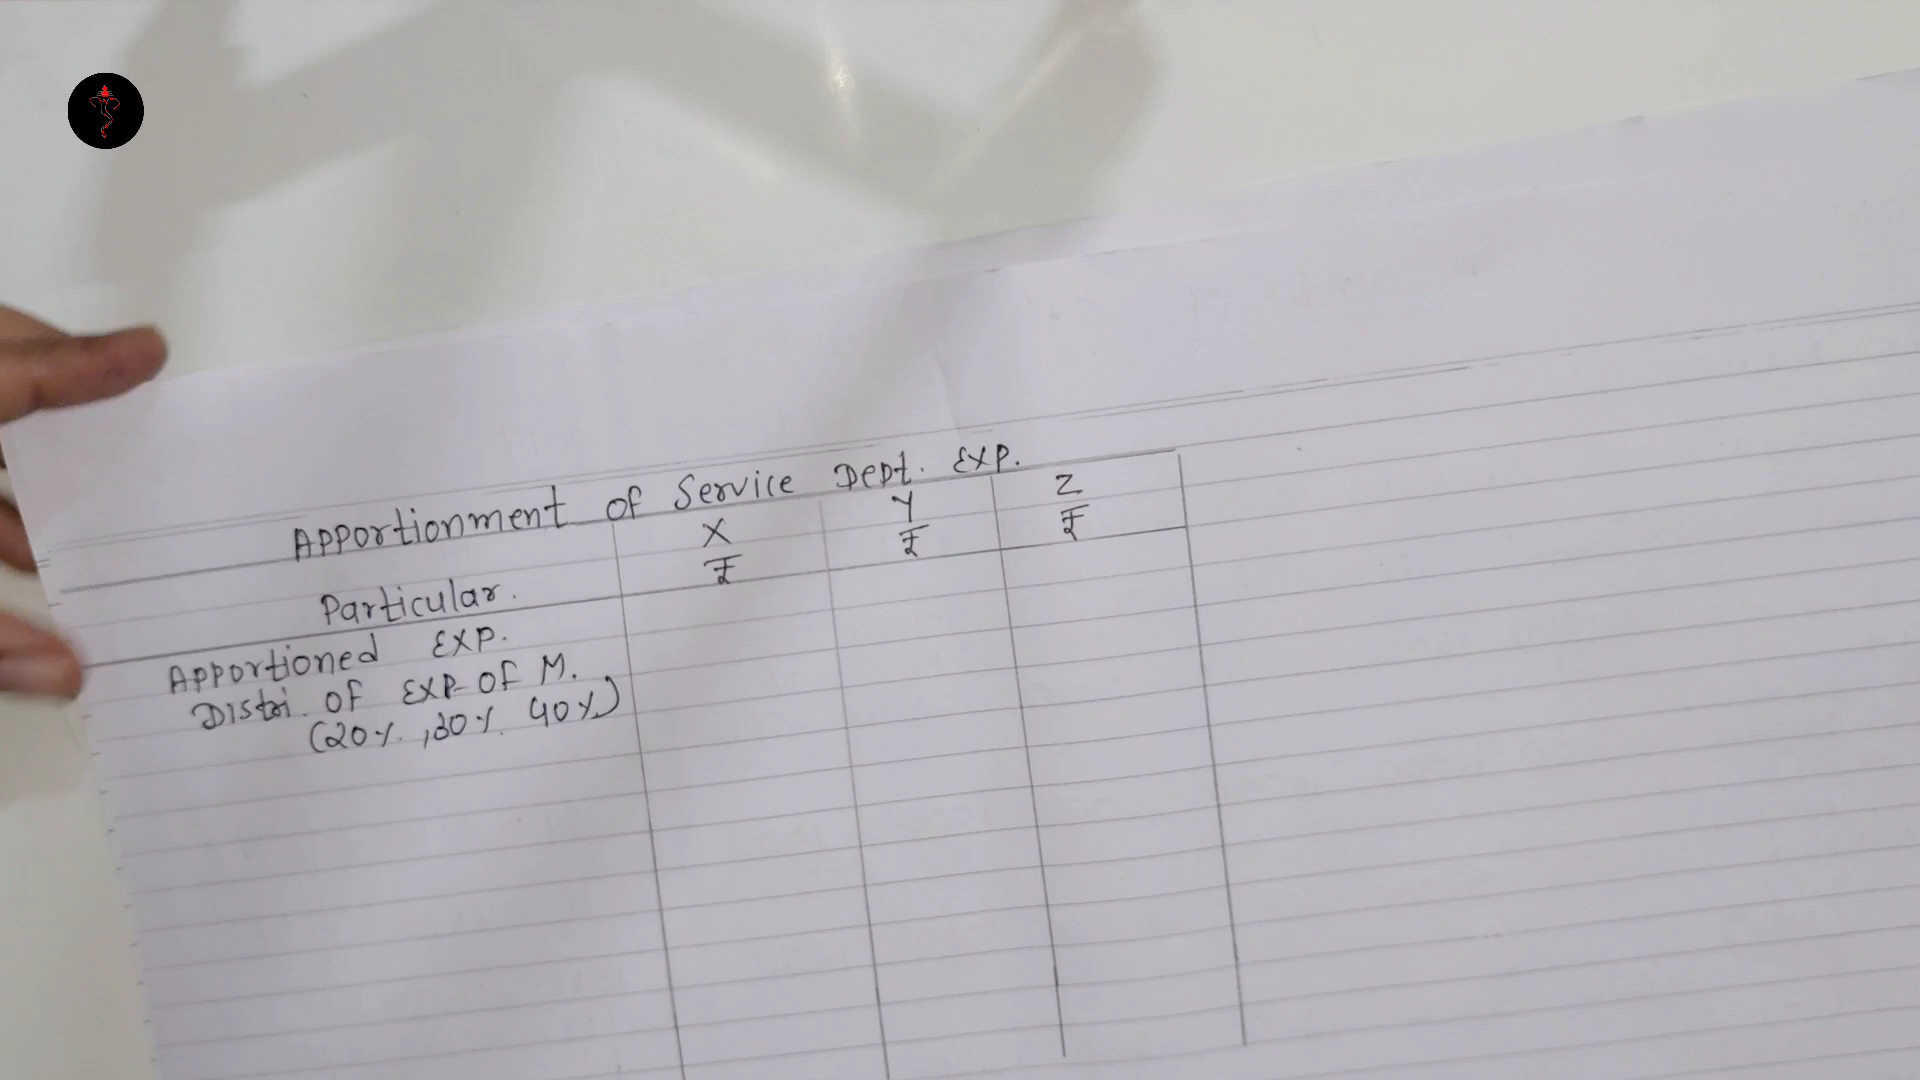 Apportionment of Service Dept. Exp.
Particular. X Y Z
₹ ₹ ₹
Apportioned Exp.
Distri. of Exp. of M.
(20%, 30% 40%)